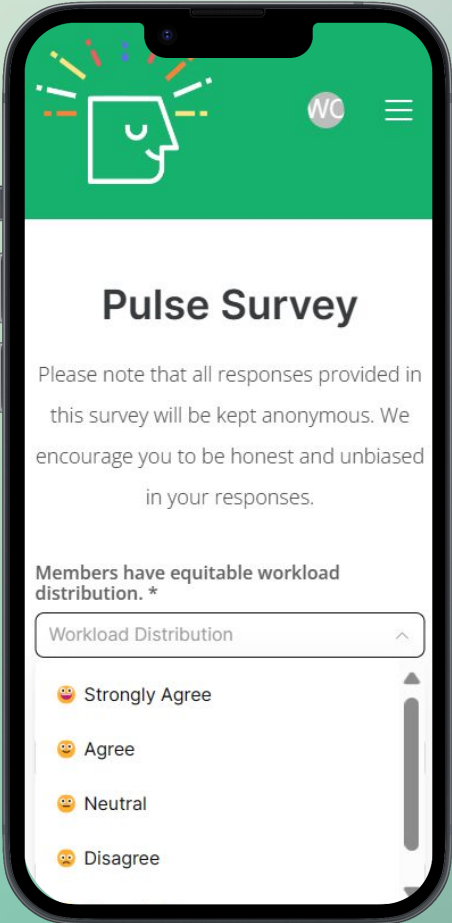 WC
Pulse Survey
Please note that all responses provided in
this survey will be kept anonymous. We
encourage you to be honest and unbiased
in your responses.
Members have equitable workload
distribution. *
Workload Distribution
Strongly Agree
Agree
Neutral
Disagree